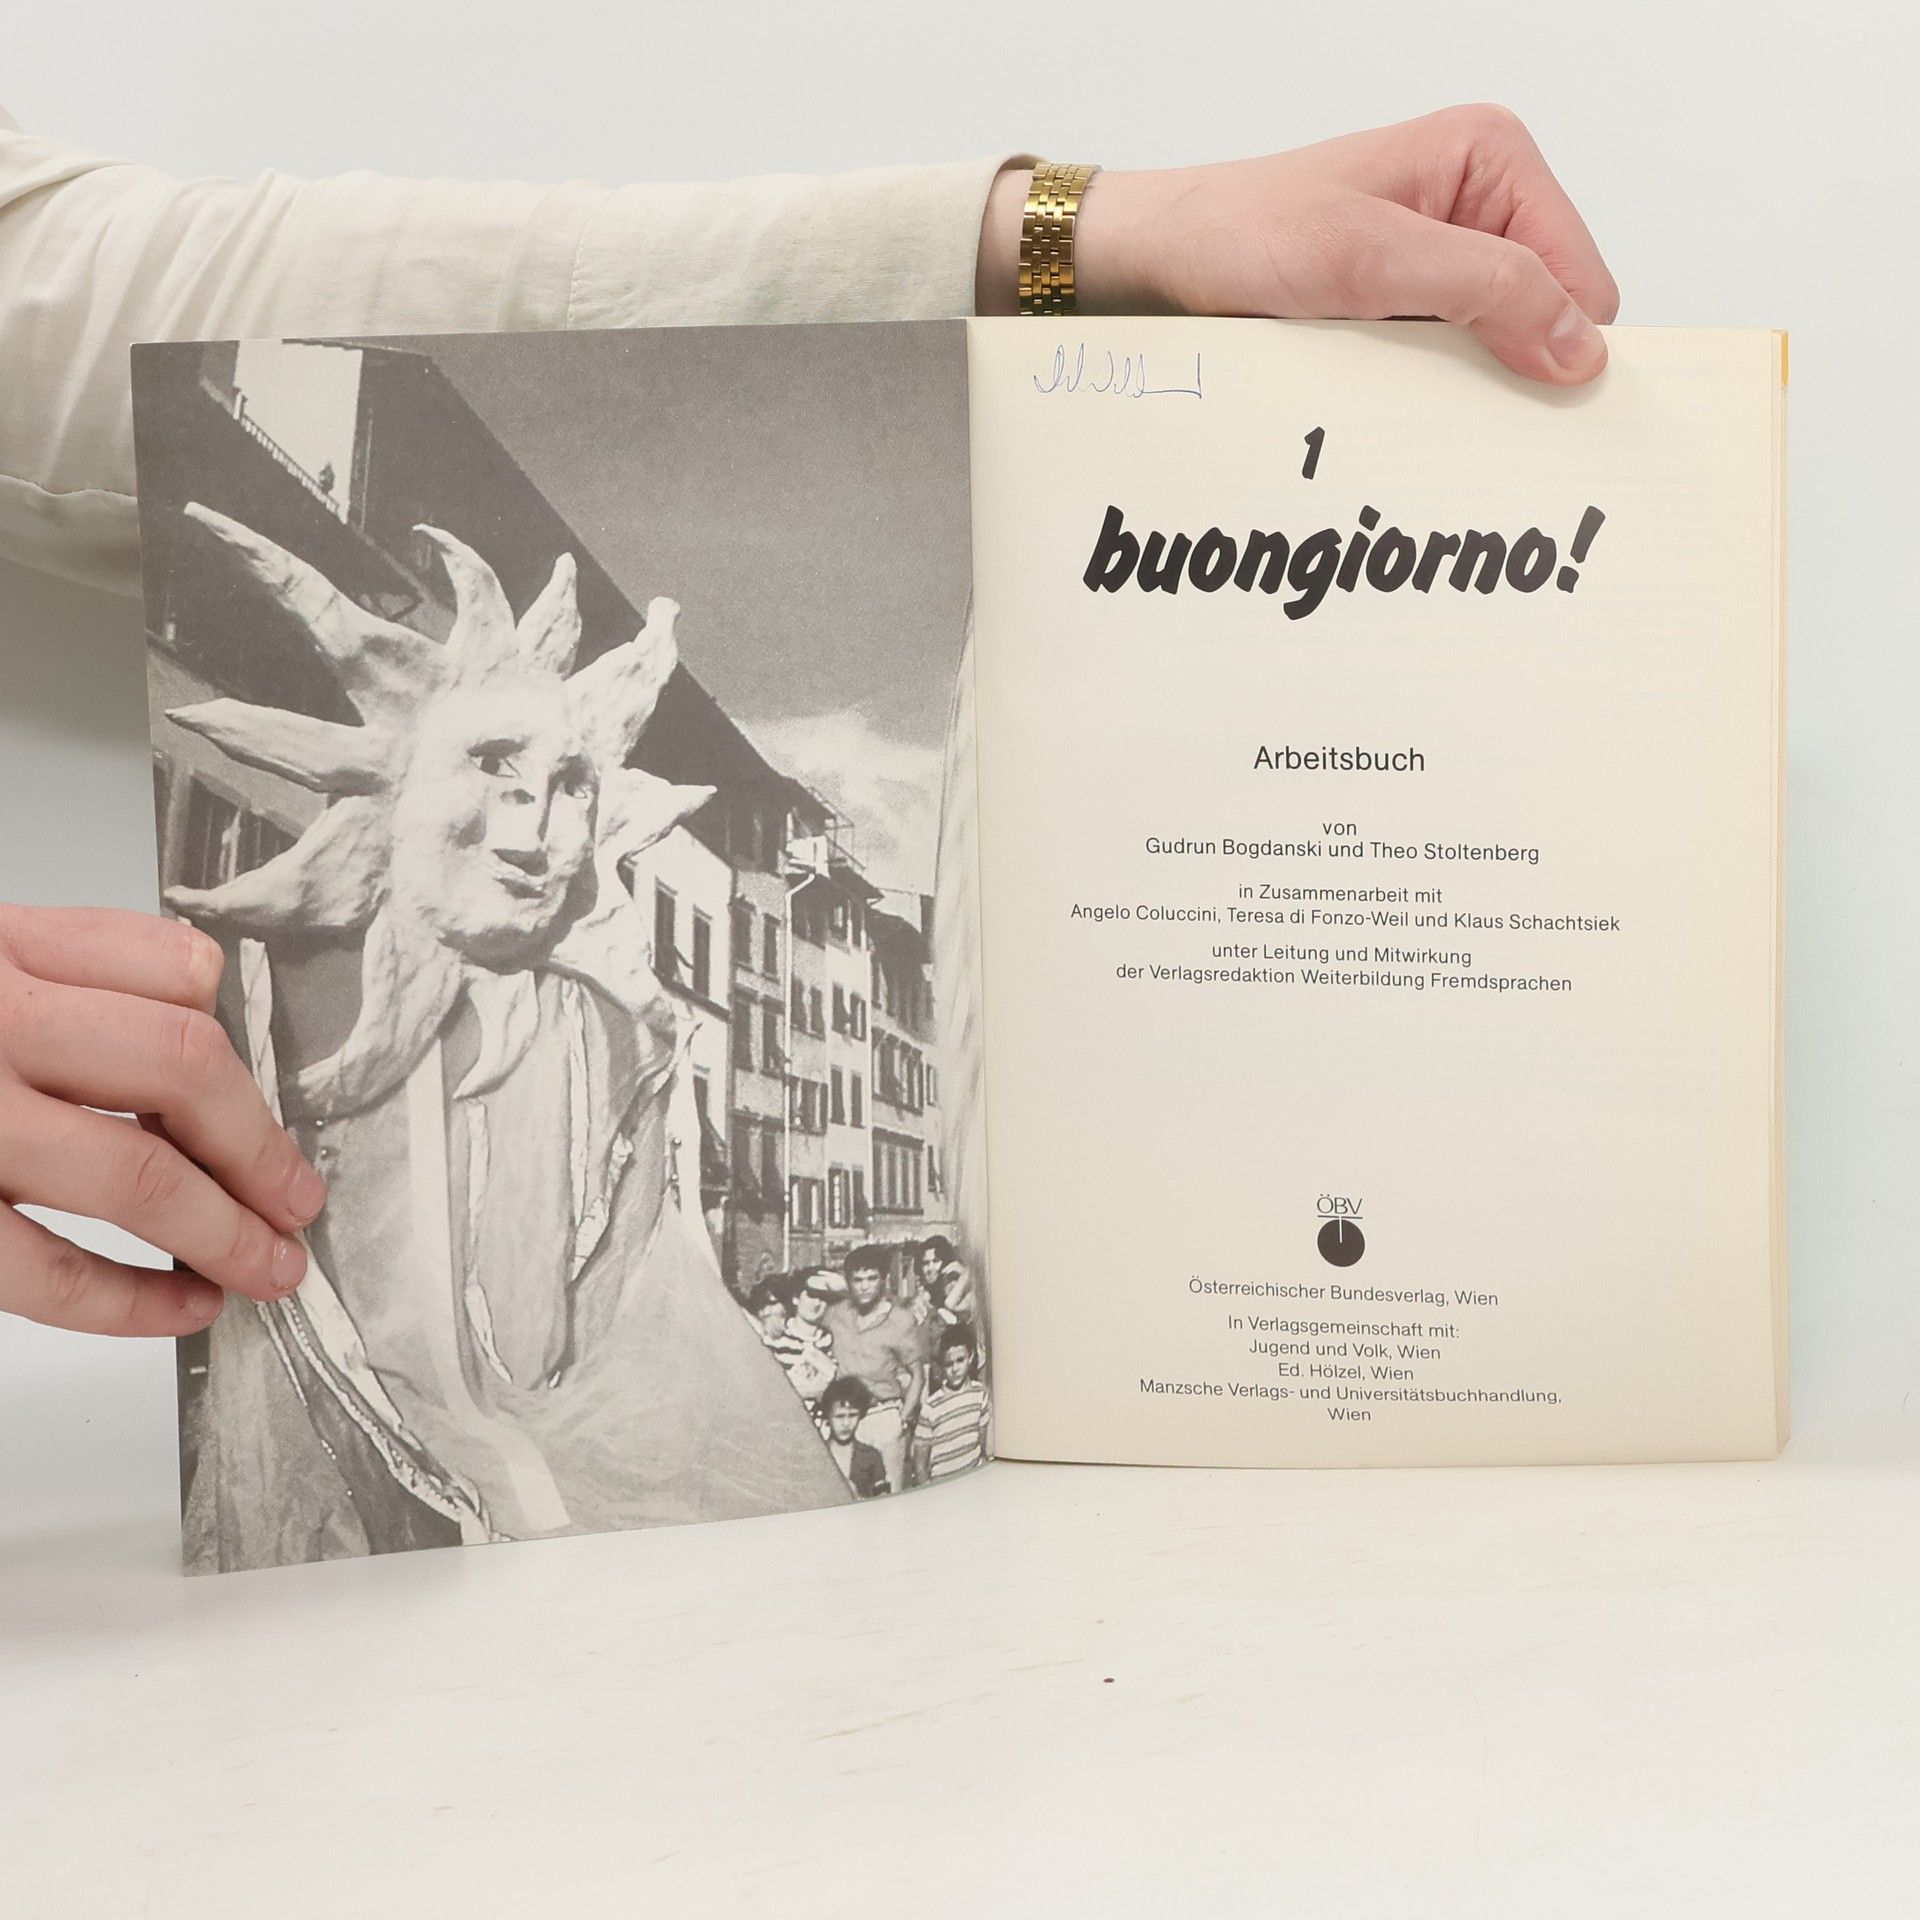 1
buongiorno!
Arbeitsbuch
von
Gudrun Bogdanski und Theo Stoltenberg
in Zusammenarbeit mit
Angelo Coluccini, Teresa di Fonzo-Weil und Klaus Schachtsiek
unter Leitung und Mitwirkung
der Verlagsredaktion Weiterbildung Fremdsprachen
ÖBV
Österreichischer Bundesverlag, Wien
In Verlagsgemeinschaft mit:
Jugend und Volk, Wien
Ed. Hölzel, Wien
Manzsche Verlags- und Universitätsbuchhandlung,
Wien